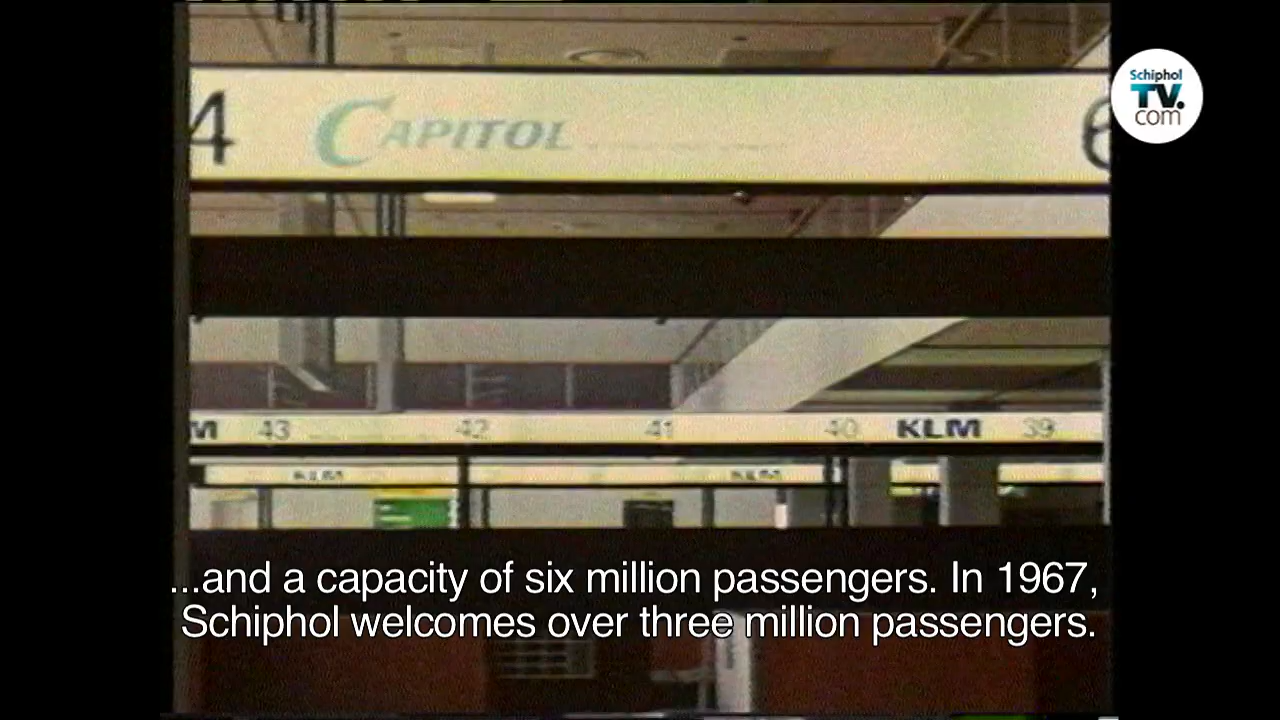 Schiphol
TV.
com
4 CAPITOL 6
M 43 42 41 40 KLM 39
KLM KLM
...and a capacity of six million passengers. In 1967,
Schiphol welcomes over three million passengers.